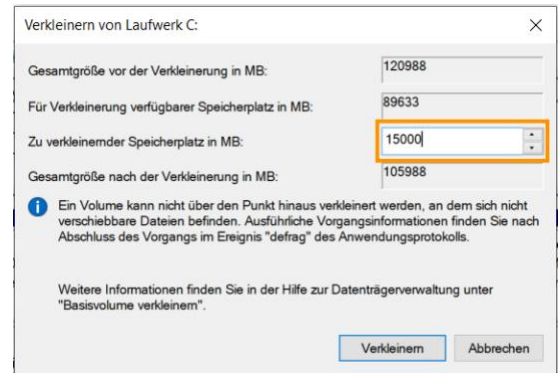 Verkleinern von Laufwerk C:
Gesamtgröße vor der Verkleinerung in MB: 120988
Für Verkleinerung verfügbarer Speicherplatz in MB: 89633
Zu verkleinernder Speicherplatz in MB: 15000
Gesamtgröße nach der Verkleinerung in MB: 105988
Ein Volume kann nicht über den Punkt hinaus verkleinert werden, an dem sich nicht
verschiebbare Dateien befinden. Ausführliche Vorgangsinformationen finden Sie nach
Abschluss des Vorgangs im Ereignis "defrag" des Anwendungsprotokolls.
Weitere Informationen finden Sie in der Hilfe zur Datenträgerverwaltung unter
"Basisvolume verkleinern".
Verkleinern Abbrechen